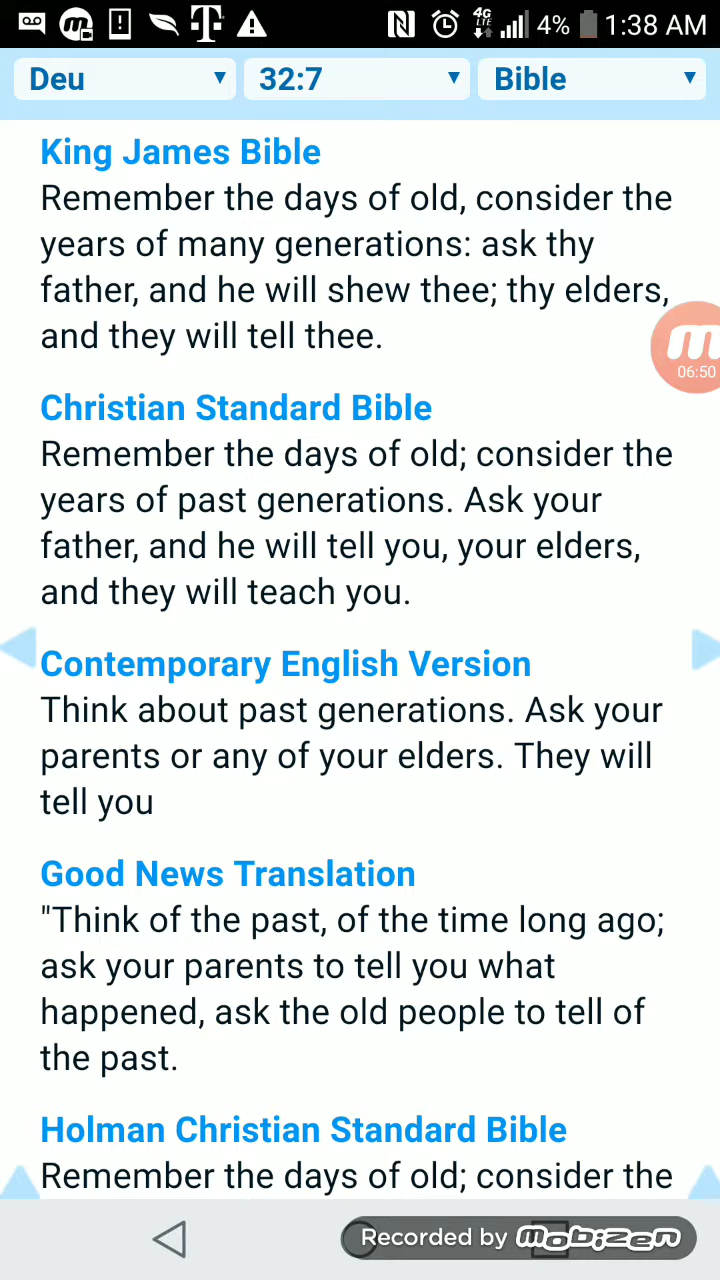 4G
LTE
4%
1:38 AM
Deu
32:7
Bible
King James Bible
Remember the days of old, consider the
years of many generations: ask thy
father, and he will shew thee; thy elders,
and they will tell thee.
06:50
Christian Standard Bible
Remember the days of old; consider the
years of past generations. Ask your
father, and he will tell you, your elders,
and they will teach you.
Contemporary English Version
Think about past generations. Ask your
parents or any of your elders. They will
tell you
Good News Translation
"Think of the past, of the time long ago;
ask your parents to tell you what
happened, ask the old people to tell of
the past.
Holman Christian Standard Bible
Remember the days of old; consider the
Recorded by mobizen